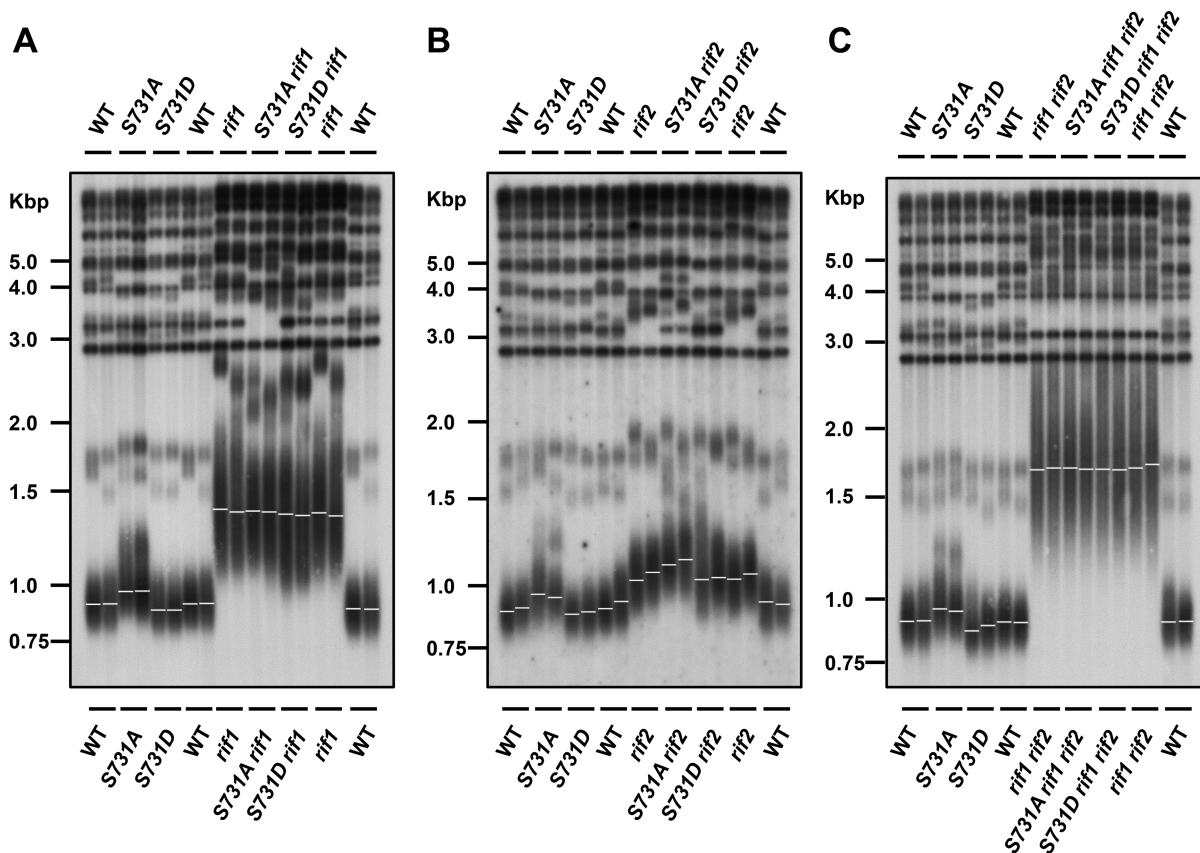 A
WT
S731A
S731D
WT
rif1
S731A rif1
S731D rif1
rif1
WT
Kbp
5.0
4.0
3.0
2.0
1.5
1.0
0.75
WT
S731A
S731D
WT
rif1
S731A rif1
S731D rif1
rif1
WT
B
WT
S731A
S731D
WT
rif2
S731A rif2
S731D rif2
rif2
WT
Kbp
5.0
4.0
3.0
2.0
1.5
1.0
0.75
WT
S731A
S731D
WT
rif2
S731A rif2
S731D rif2
rif2
WT
C
WT
S731A
S731D
WT
rif1 rif2
S731A rif1 rif2
S731D rif1 rif2
rif1 rif2
WT
Kbp
5.0
4.0
3.0
2.0
1.5
1.0
0.75
WT
S731A
S731D
WT
rif1 rif2
S731A rif1 rif2
S731D rif1 rif2
rif1 rif2
WT